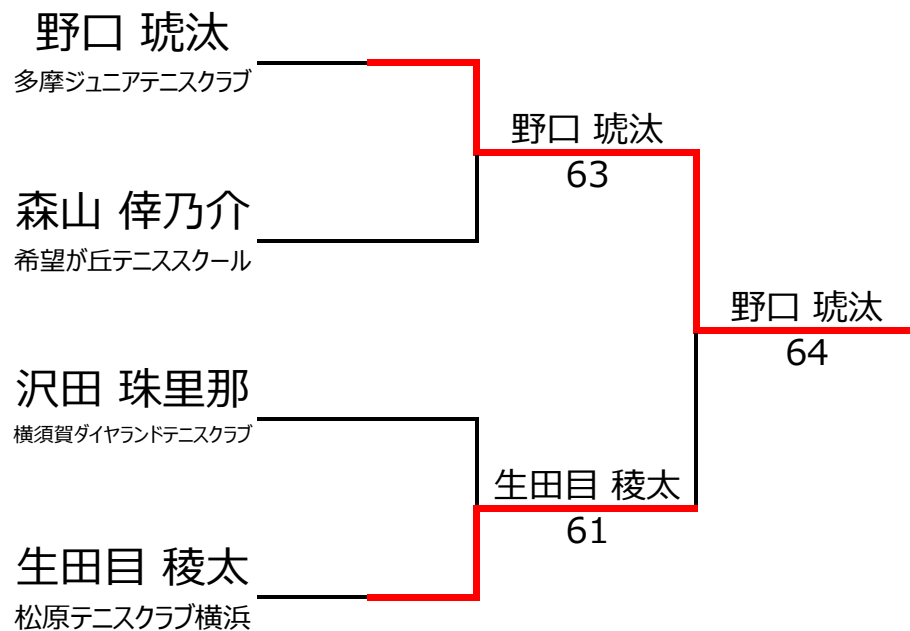 野口 琥汰
多摩ジュニアテニスクラブ
野口 琥汰
63
森山 倖乃介
希望が丘テニススクール
野口 琥汰
64
沢田 珠里那
横須賀ダイヤランドテニスクラブ
生田目 稜太
61
生田目 稜太
松原テニスクラブ横浜